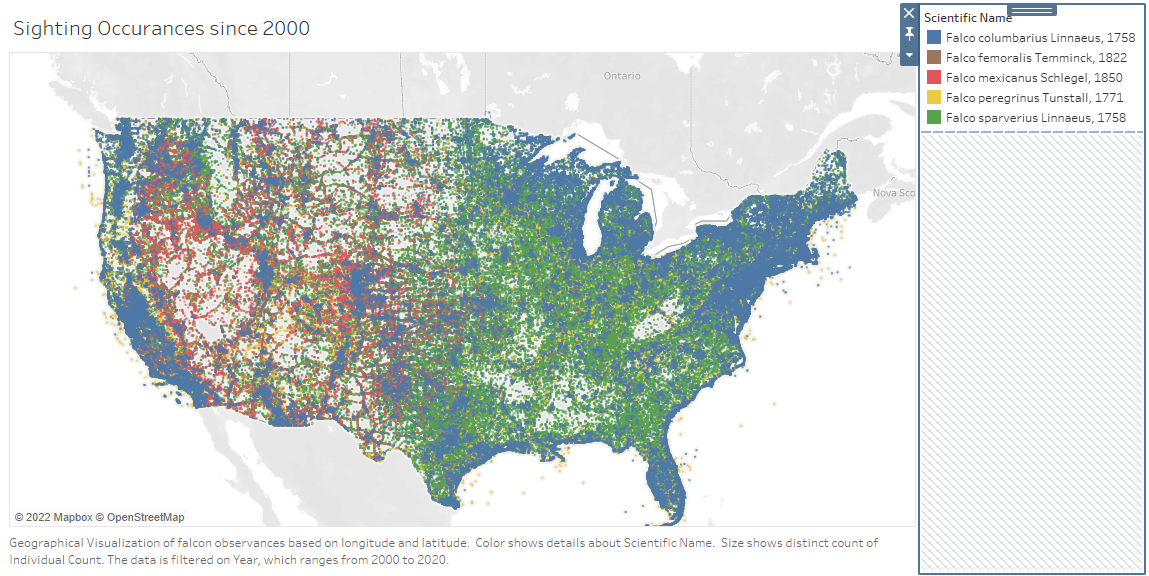 Sighting Occurances since 2000
Scientific Name
Falco columbarius Linnaeus, 1758
Falco femoralis Temminck, 1822
Falco mexicanus Schlegel, 1850
Falco peregrinus Tunstall, 1771
Falco sparverius Linnaeus, 1758
Ontario
Nova Sco
© 2022 Mapbox © OpenStreetMap
Geographical Visualization of falcon observances based on longitude and latitude. Color shows details about Scientific Name. Size shows distinct count of
Individual Count. The data is filtered on Year, which ranges from 2000 to 2020.